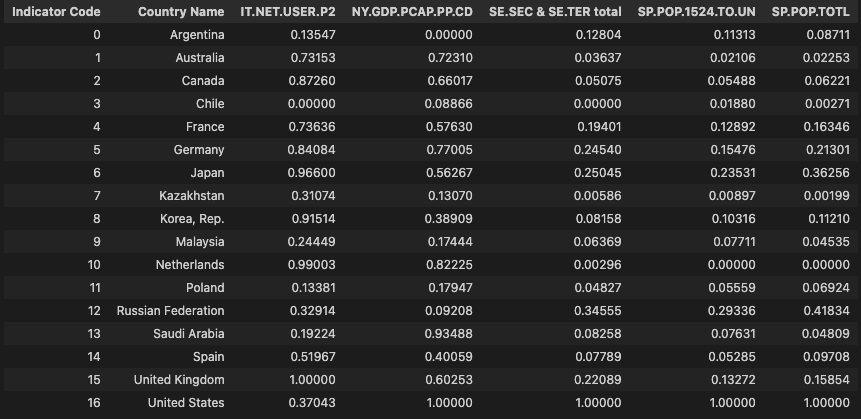 Indicator Code Country Name IT.NET.USER.P2 NY.GDP.PCAP.PP.CD SE.SEC & SE.TER total SP.POP.1524.TO.UN SP.POP.TOTL
0 Argentina 0.13547 0.00000 0.12804 0.11313 0.08711
1 Australia 0.73153 0.72310 0.03637 0.02106 0.02253
2 Canada 0.87260 0.66017 0.05075 0.05488 0.06221
3 Chile 0.00000 0.08866 0.00000 0.01880 0.00271
4 France 0.73636 0.57630 0.19401 0.12892 0.16346
5 Germany 0.84084 0.77005 0.24540 0.15476 0.21301
6 Japan 0.96600 0.56267 0.25045 0.23531 0.36256
7 Kazakhstan 0.31074 0.13070 0.00586 0.00897 0.00199
8 Korea, Rep. 0.91514 0.38909 0.08158 0.10316 0.11210
9 Malaysia 0.24449 0.17444 0.06369 0.07711 0.04535
10 Netherlands 0.99003 0.82225 0.00296 0.00000 0.00000
11 Poland 0.13381 0.17947 0.04827 0.05559 0.06924
12 Russian Federation 0.32914 0.09208 0.34555 0.29336 0.41834
13 Saudi Arabia 0.19224 0.93488 0.08258 0.07631 0.04809
14 Spain 0.51967 0.40059 0.07789 0.05285 0.09708
15 United Kingdom 1.00000 0.60253 0.22089 0.13272 0.15854
16 United States 0.37043 1.00000 1.00000 1.00000 1.00000